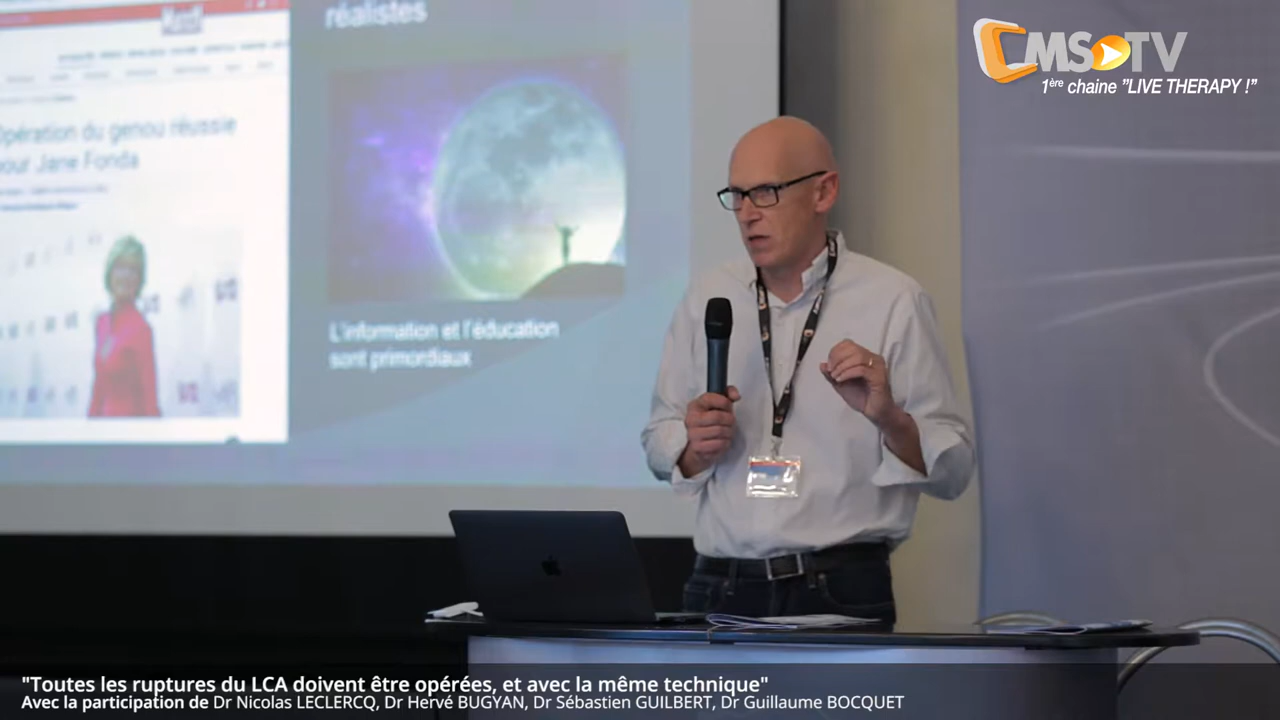 réalistes
Opération du genou réussie
pour Jane Fonda
L'information et l'éducation
sont primordiaux
CMS TV
1ère chaine "LIVE THERAPY !"
"Toutes les ruptures du LCA doivent être opérées, et avec la même technique"
Avec la participation de Dr Nicolas LECLERCQ, Dr Hervé BUGYAN, Dr Sébastien GUILBERT, Dr Guillaume BOCQUET